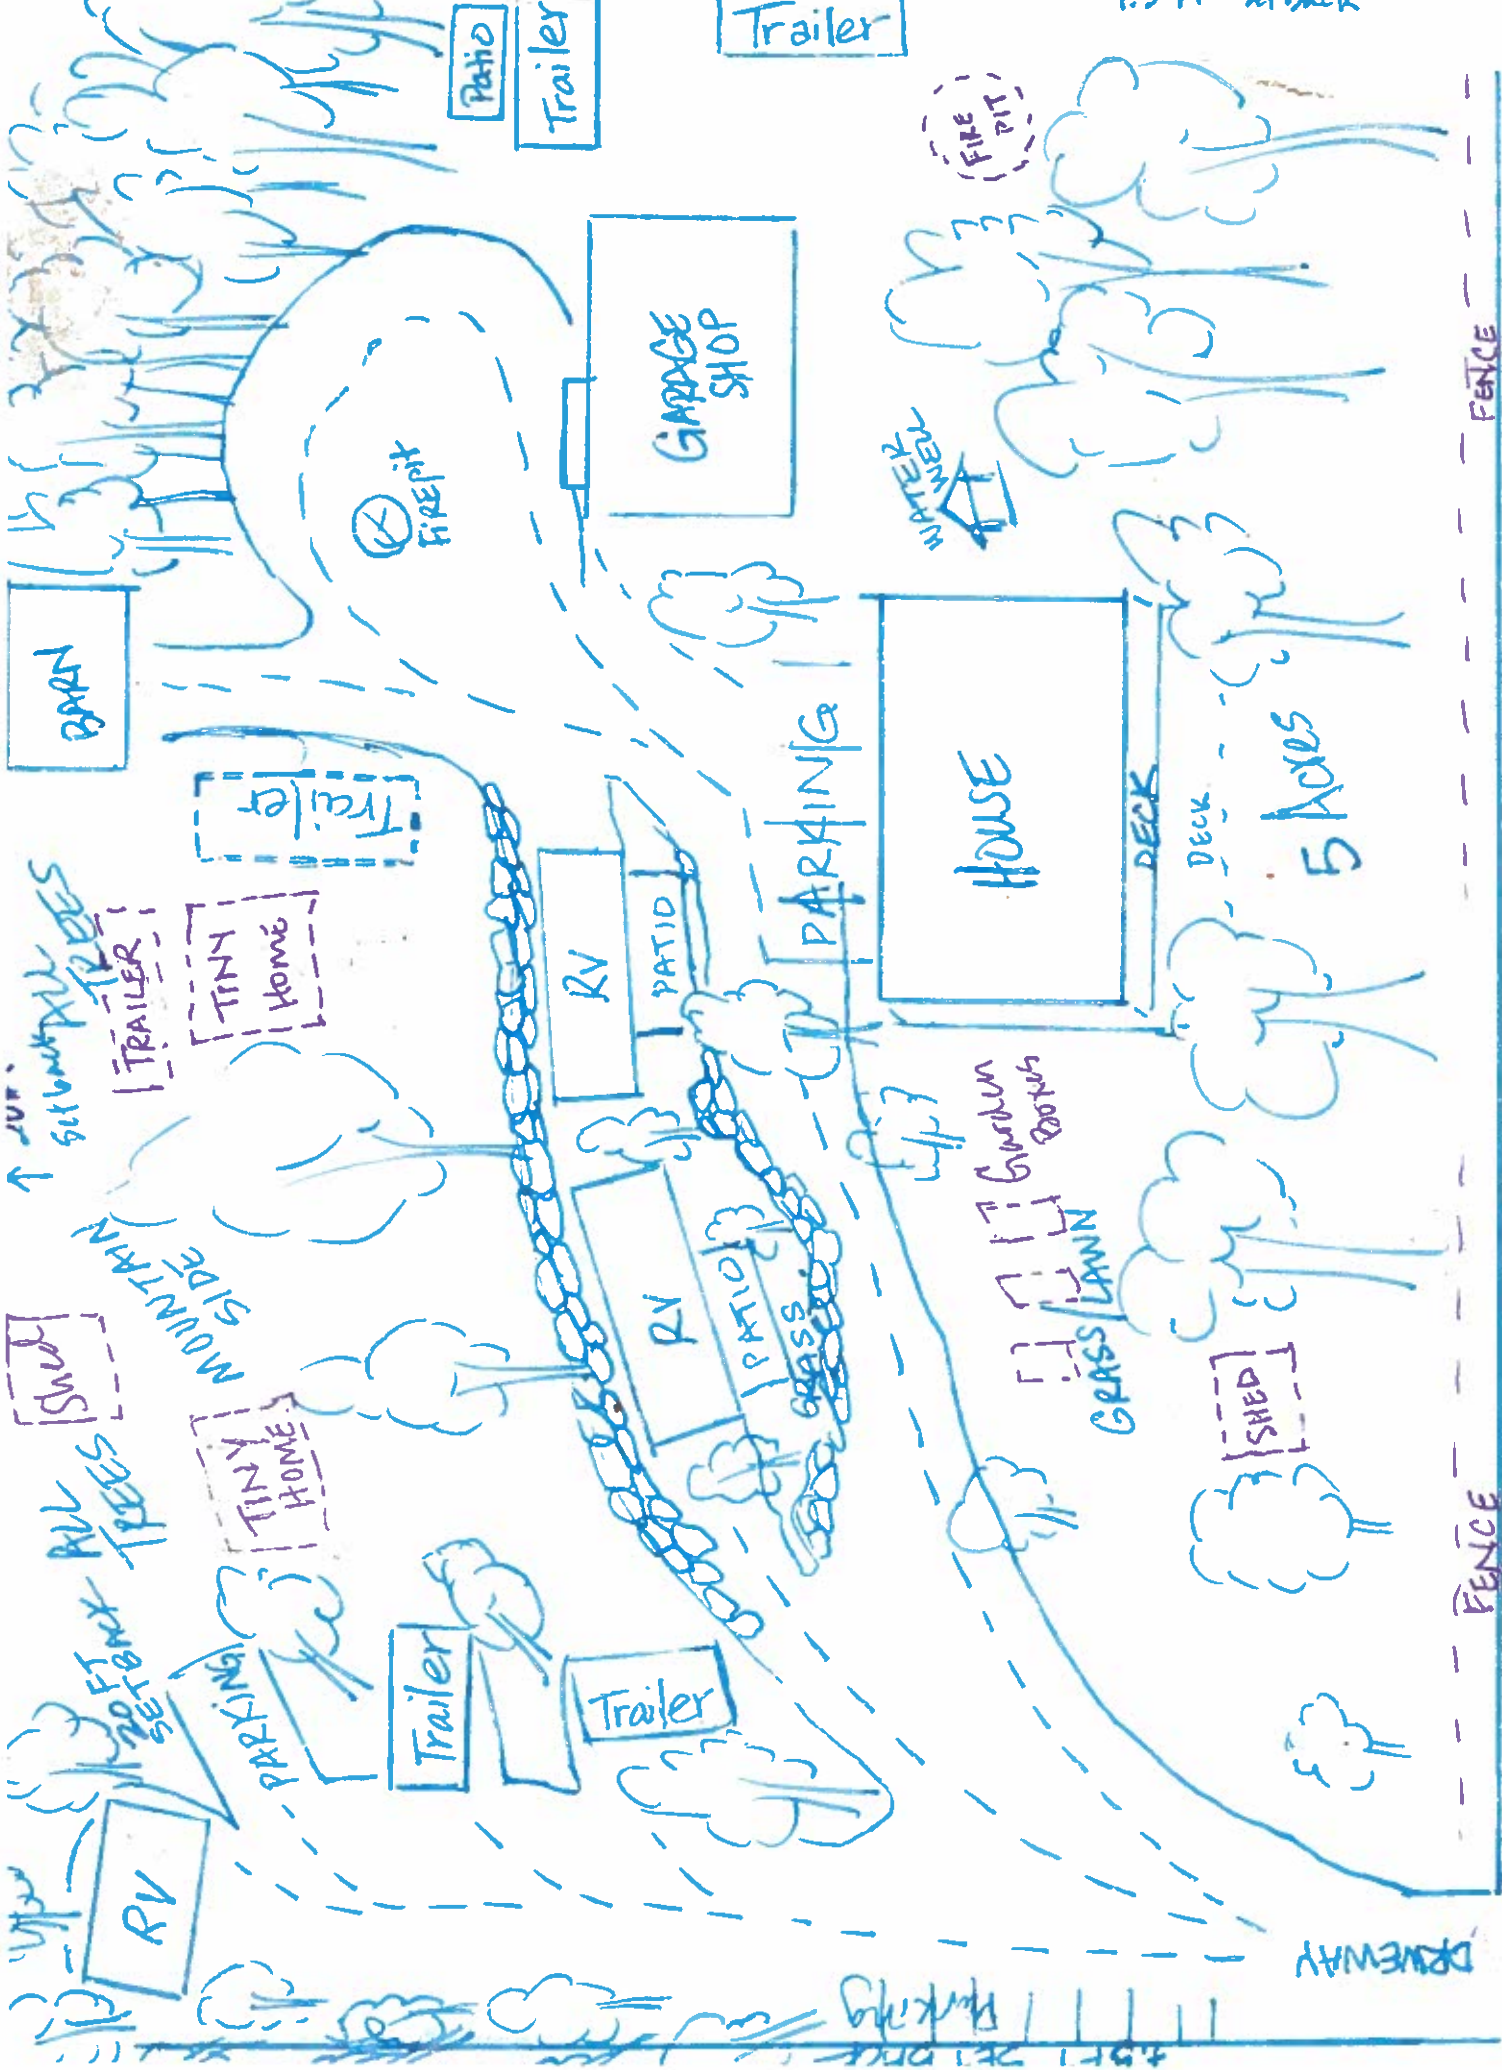 Patio
Trailer
Trailer
FIRE
PIT
GARAGE
SHOP
FIREPIT
WATER
WELL
FENCE
BARN
Trailer
PARKING
HOUSE
DECK
DECK
5 Acres
ALL
TREES
Setback
TRAILER
TINY
Home
RV
PATIO
Garden
Boxes
MOUNTAIN
SIDE
Shed
RV
PATIO
GRASS
GRASS/LAWN
SHED
ALL
TREES
TINY
HOME
20 FT
SETBACK
PARKING
Trailer
Trailer
FENCE
RV
Parking
DRIVEWAY